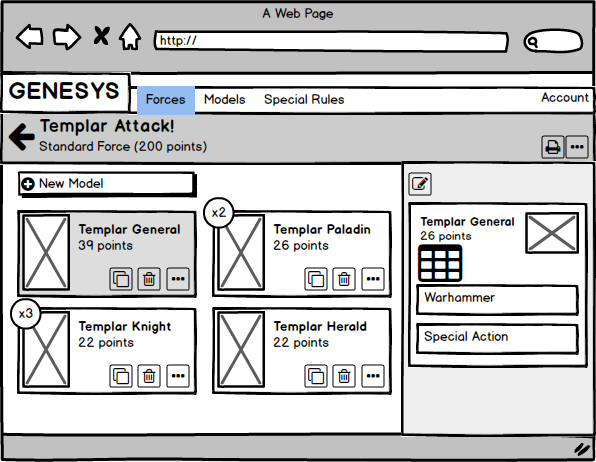 A Web Page
http://
GENESYS
Forces
Models
Special Rules
Account
Templar Attack!
Standard Force (200 points)
New Model
Templar General
39 points
x2
Templar Paladin
26 points
x3
Templar Knight
22 points
Templar Herald
22 points
Templar General
26 points
Warhammer
Special Action